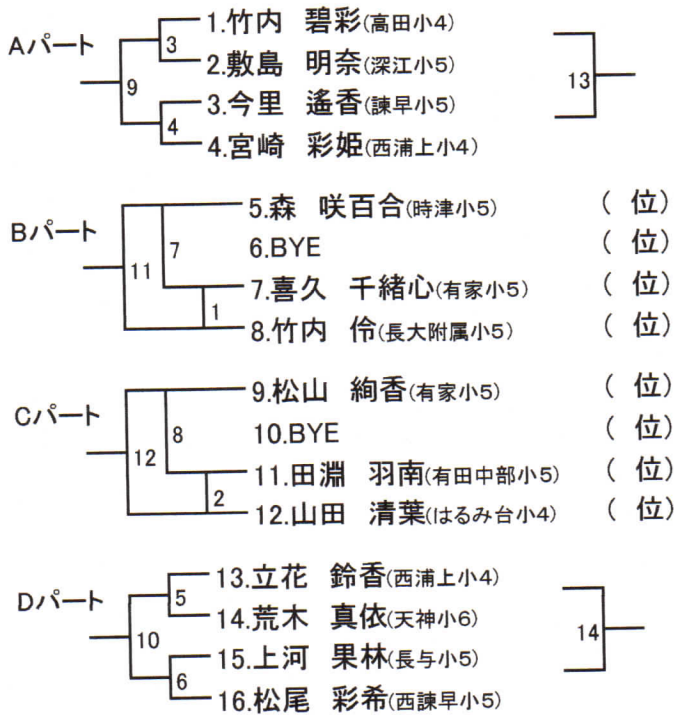 Aパート
1.竹内 碧彩(高田小4)
3
2.敷島 明奈(深江小5)
9
13
3.今里 遙香(諫早小5)
4
4.宮崎 彩姫(西浦上小4)
Bパート
5.森 咲百合(時津小5) ( 位)
7
6.BYE ( 位)
11
7.喜久 千緒心(有家小5) ( 位)
1
8.竹内 伶(長大附属小5) ( 位)
Cパート
9.松山 絢香(有家小5) ( 位)
8
10.BYE ( 位)
12
11.田淵 羽南(有田中部小5) ( 位)
2
12.山田 清葉(はるみ台小4) ( 位)
Dパート
13.立花 鈴香(西浦上小4)
5
14.荒木 真依(天神小6)
10
14
15.上河 果林(長与小5)
6
16.松尾 彩希(西諫早小5)